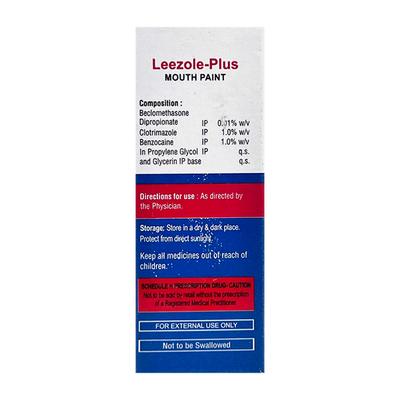 Leezole-Plus
MOUTH PAINT
Composition :
Beclomethasone
Dipropionate IP 0.01% w/v
Clotrimazole IP 1.0% w/v
Benzocaine IP 1.0% w/v
In Propylene Glycol IP q.s.
and Glycerin IP base q.s.
Directions for use : As directed by
the Physician.
Storage: Store in a dry & dark place.
Protect from direct sunlight.
Keep all medicines out of reach of
children.
SCHEDULE H PRESCRIPTION DRUG- CAUTION
Not to be sold by retail without the prescription
of a Registered Medical Practitioner.
FOR EXTERNAL USE ONLY
Not to be Swallowed